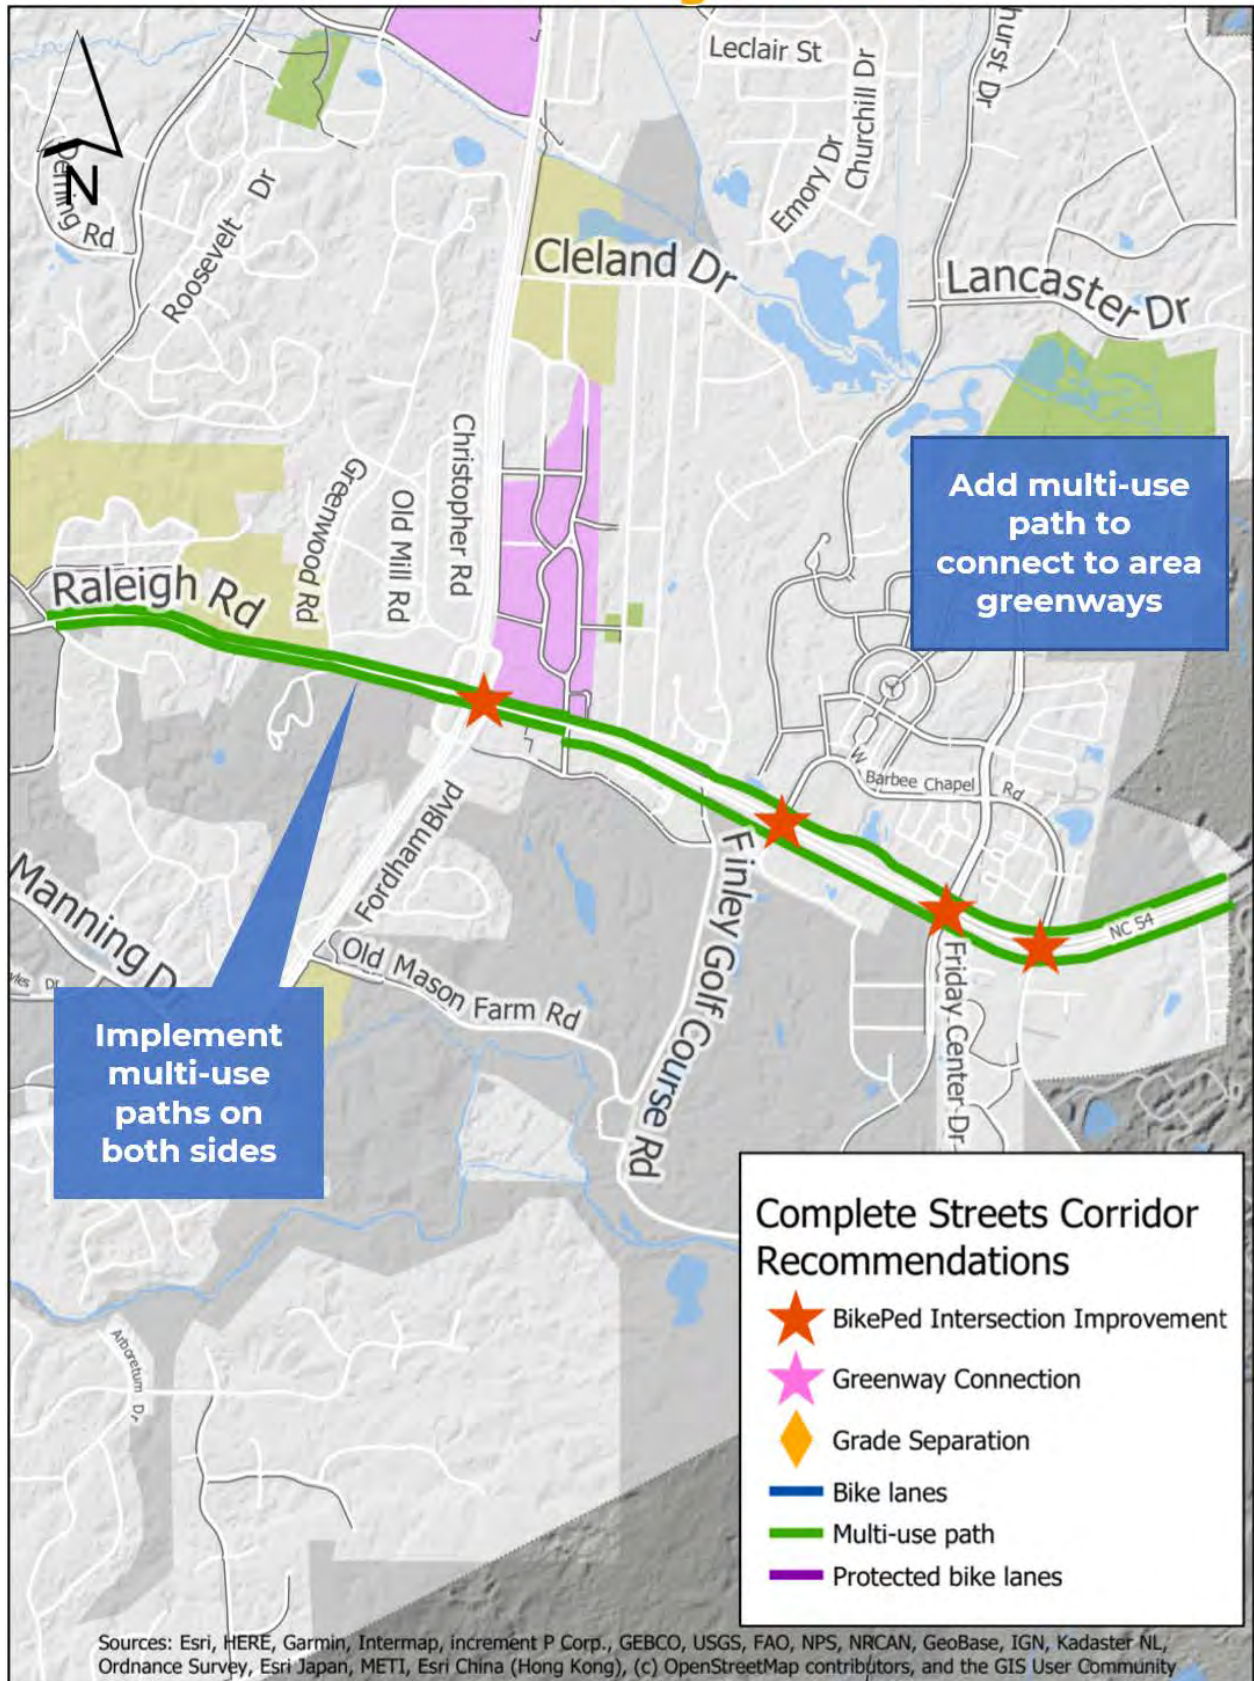 Leclair St
Churchill Dr
hurst Dr
Emory Dr
N
Deming Rd
Roosevelt Dr
Cleland Dr
Lancaster Dr
Christopher Rd
Greenwood Rd
Old Mill Rd
Add multi-use
path to
connect to area
greenways
Raleigh Rd
W Barbee Chapel Rd
Fordham Blvd
Finley Golf Course Rd
Manning Dr
NC 54
Old Mason Farm Rd
Friday Center Dr
Implement
multi-use
paths on
both sides
Arboretum Dr
Complete Streets Corridor
Recommendations
BikePed Intersection Improvement
Greenway Connection
Grade Separation
Bike lanes
Multi-use path
Protected bike lanes
Sources: Esri, HERE, Garmin, Intermap, increment P Corp., GEBCO, USGS, FAO, NPS, NRCAN, GeoBase, IGN, Kadaster NL,
Ordnance Survey, Esri Japan, METI, Esri China (Hong Kong), (c) OpenStreetMap contributors, and the GIS User Community